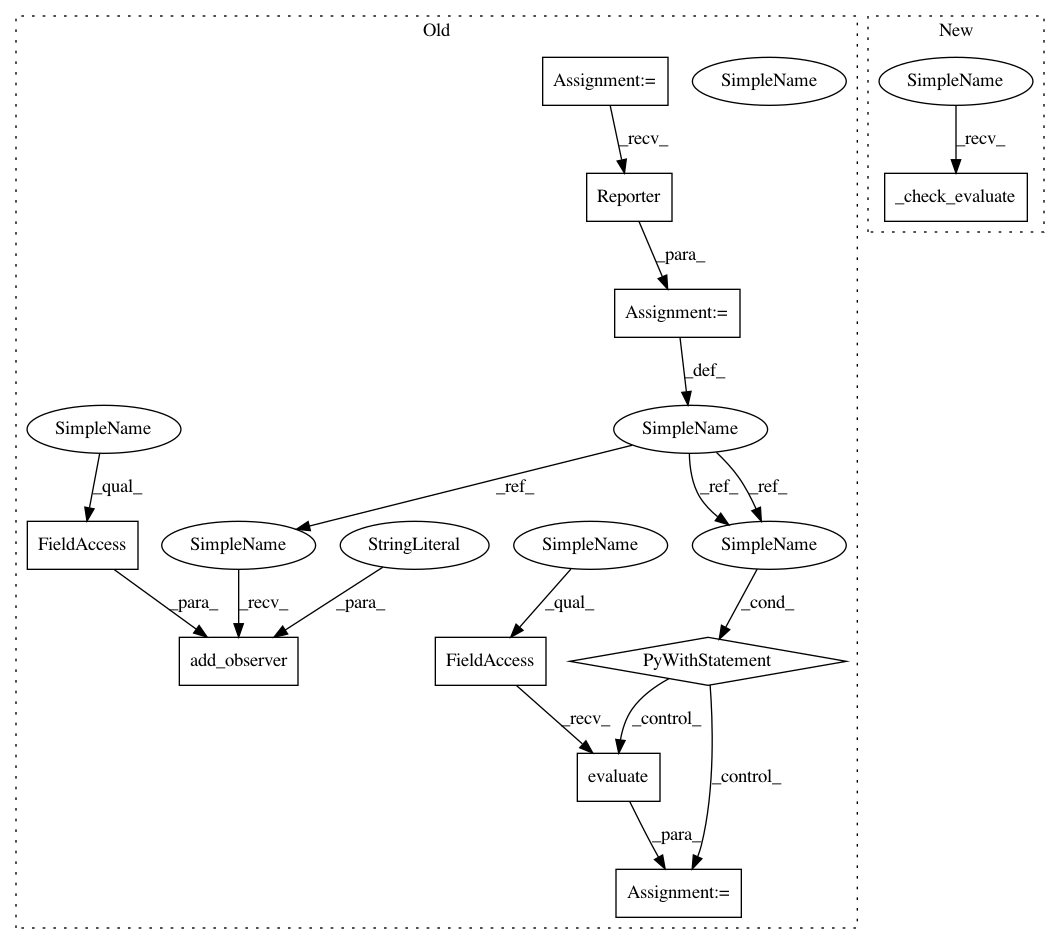 Old
New
Assignment:=
SimpleName
SimpleName
_recv_
_recv_
Reporter
_check_evaluate
_para_
Assignment:=
_def_
SimpleName
SimpleName
_qual_
_ref_
_ref_
_ref_
FieldAccess
SimpleName
StringLiteral
SimpleName
SimpleName
_para_
_recv_
_para_
_qual_
_cond_
add_observer
FieldAccess
PyWithStatement
_recv_
_control_
_control_
evaluate
_para_
Assignment:=